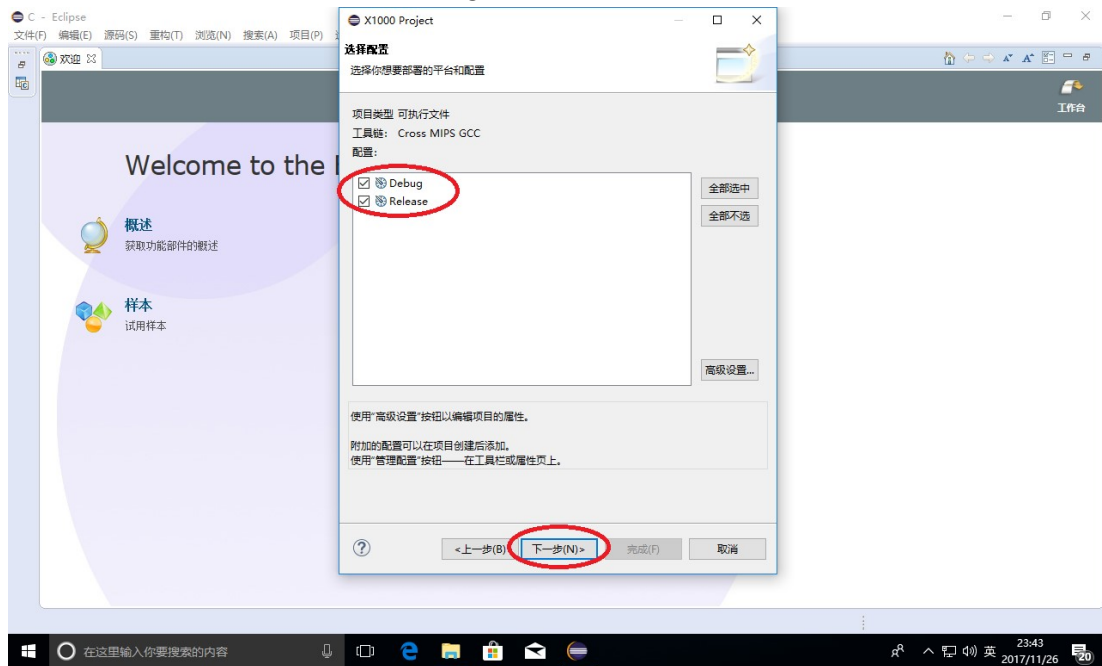 C - Eclipse
文件(F) 编辑(E) 源码(S) 重构(T) 浏览(N) 搜索(A) 项目(P)
欢迎
工作台
Welcome to the
概述
获取功能部件的概述
样本
试用样本
X1000 Project
选择配置
选择你想要部署的平台和配置
项目类型 可执行文件
工具链: Cross MIPS GCC
配置:
Debug
Release
全部选中
全部不选
高级设置...
使用“高级设置”按钮以编辑项目的属性。
附加的配置可以在项目创建后添加。
使用“管理配置”按钮——在工具栏或属性页上。
<上一步(B) 下一步(N)> 完成(F) 取消
在这里输入你要搜索的内容
英
23:43
2017/11/26
20